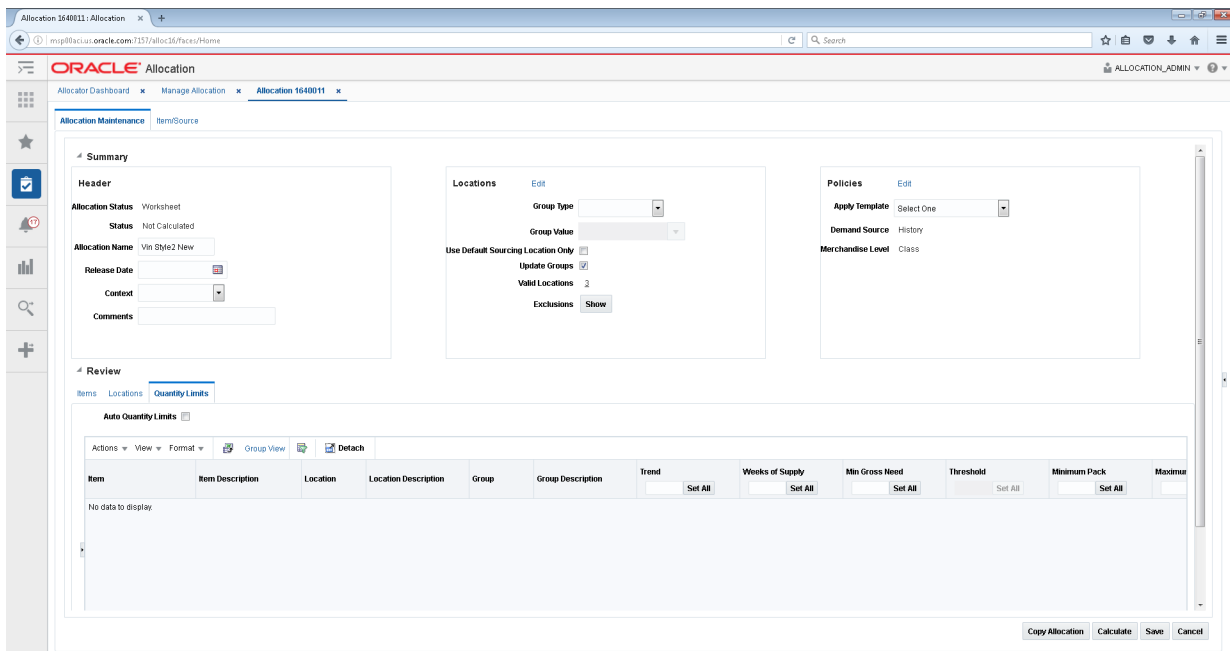 Allocation 1640011 : Allocation
msp00aci.us.oracle.com:7157/alloc16/faces/Home
Search
ORACLE Allocation
ALLOCATION_ADMIN
Allocator Dashboard Manage Allocation Allocation 1640011
Allocation Maintenance Item/Source
17
Summary
Header
Allocation Status Worksheet
Status Not Calculated
Allocation Name Vin Style2 New
Release Date
Context
Comments
Locations Edit
Group Type
Group Value
Use Default Sourcing Location Only
Update Groups
Valid Locations 3
Exclusions Show
Policies Edit
Apply Template Select One
Demand Source History
Merchandise Level Class
Review
Items Locations Quantity Limits
Auto Quantity Limits
Actions View Format Group View Detach
Item Item Description Location Location Description Group Group Description Trend Weeks of Supply Min Gross Need Threshold Minimum Pack Maximur
Set All Set All Set All Set All Set All
No data to display.
Copy Allocation Calculate Save Cancel